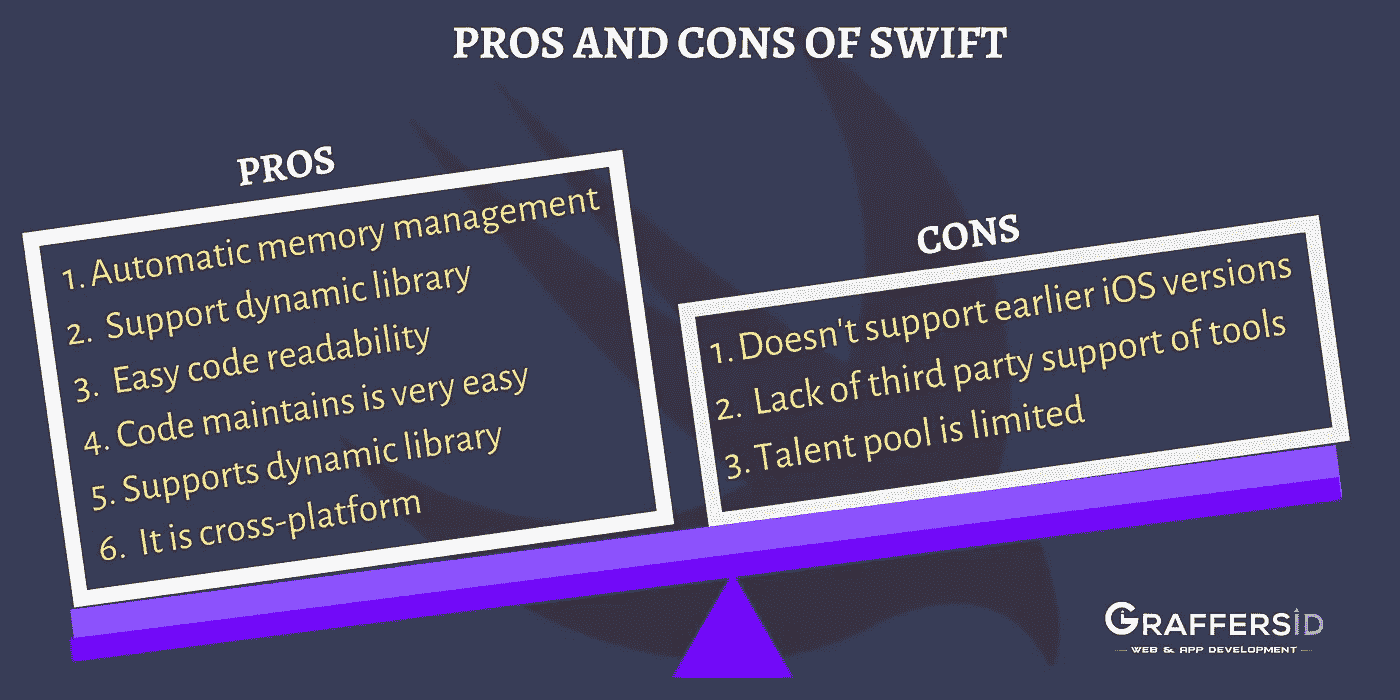 PROS AND CONS OF SWIFT
PROS
1. Automatic memory management
2. Support dynamic library
3. Easy code readability
4. Code maintains is very easy
5. Supports dynamic library
6. It is cross-platform
CONS
1. Doesn't support earlier iOS versions
2. Lack of third party support of tools
3. Talent pool is limited
GRAFFERSID
WEB & APP DEVELOPMENT